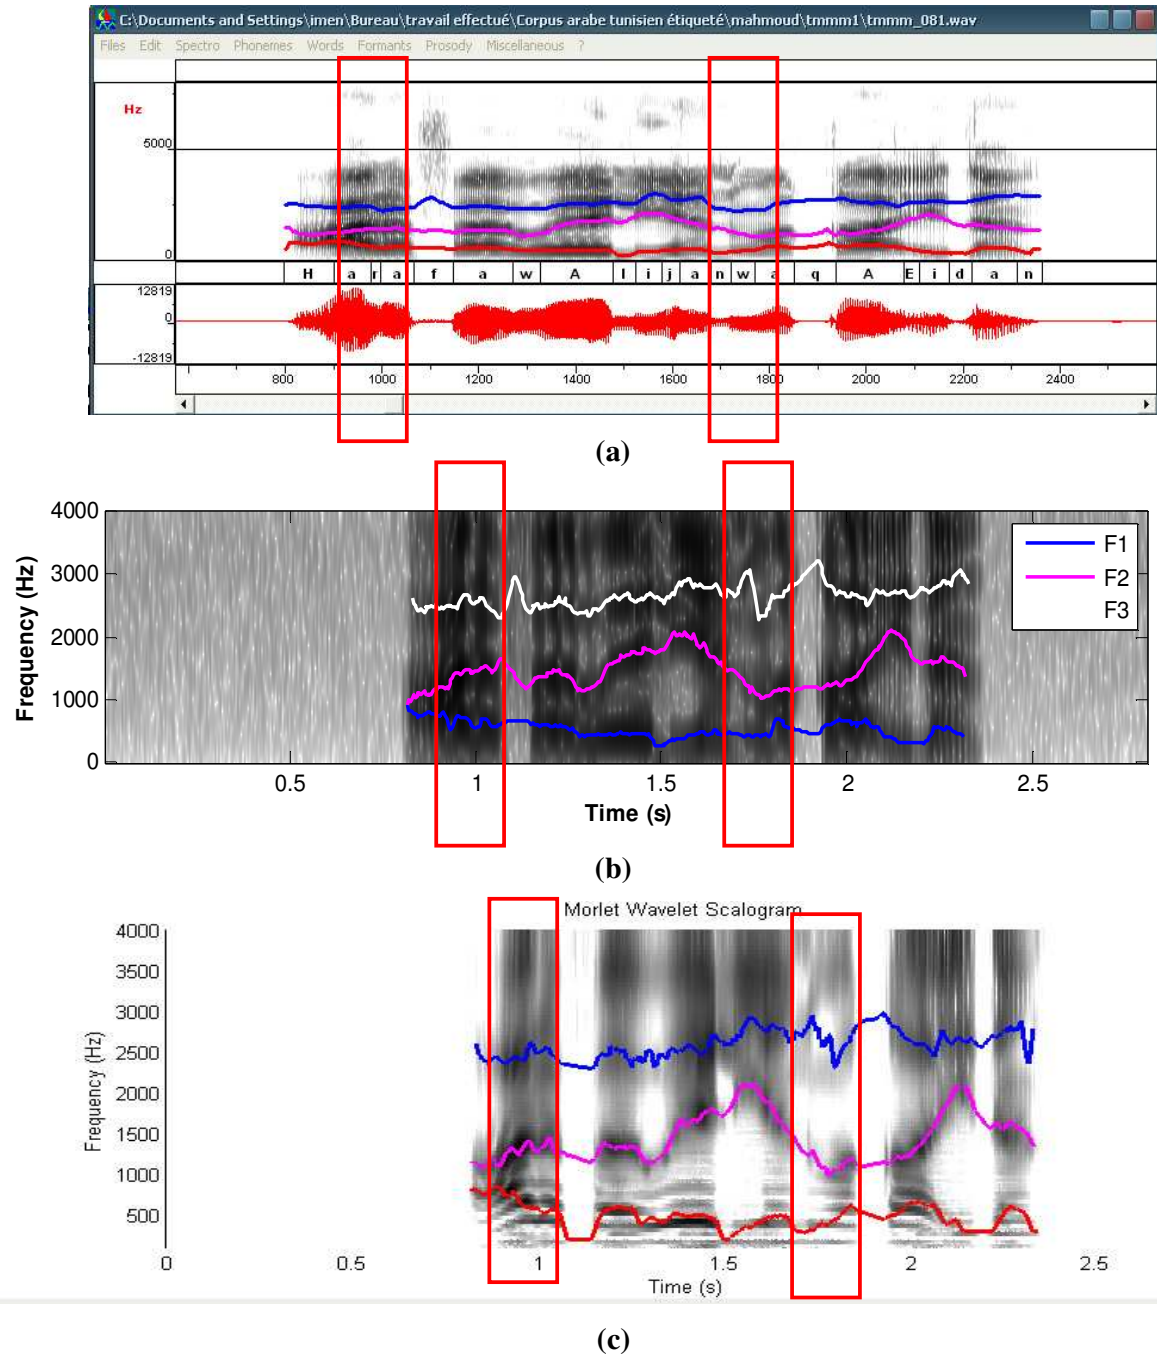 C:\Documents and Settings\imen\Bureau\travail effectué\Corpus arabe tunisien étiqueté\mahmoud\tmmm1\tmmm_081.wav
Files Edit Spectro Phonemes Words Formants Prosody Miscellaneous ?
Hz
5000
0
H a r a f a w A l i j a n w a q A E i d a n
12819
0
-12819
800 1000 1200 1400 1600 1800 2000 2200 2400
(a)
4000
3000
2000
1000
0
Frequency (Hz)
F1
F2
F3
0.5 1 1.5 2 2.5
Time (s)
(b)
Morlet Wavelet Scalogram
4000
3500
3000
2500
2000
1500
1000
500
Frequency (Hz)
0 0.5 1 1.5 2 2.5
Time (s)
(c)